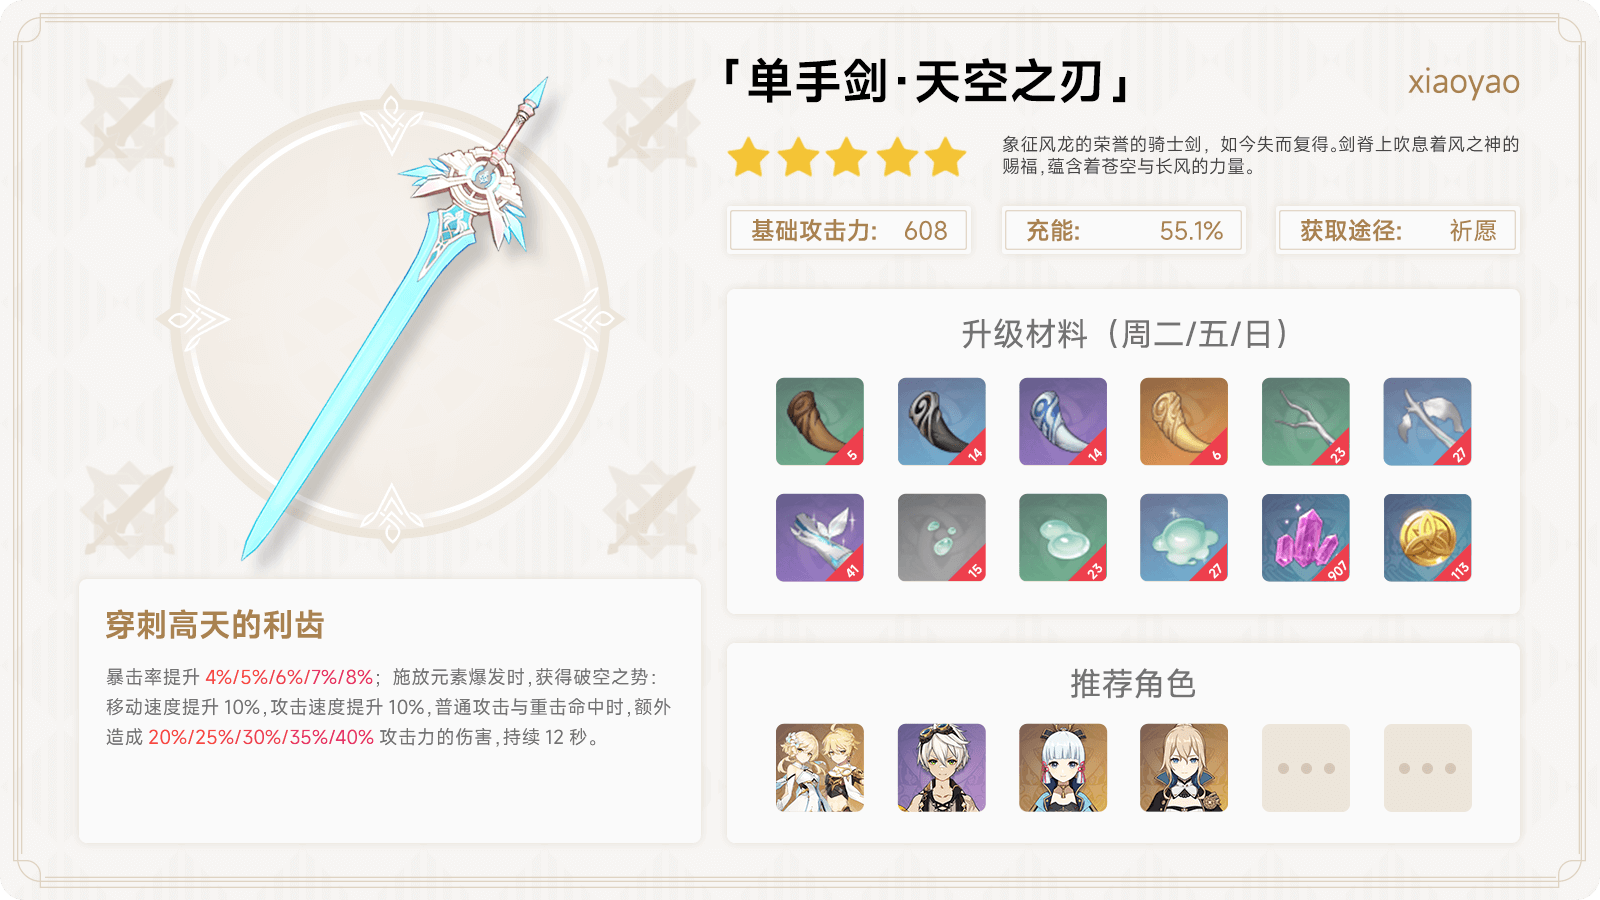 「单手剑·天空之刃」
xiaoyao
象征风龙的荣誉的骑士剑，如今失而复得。剑脊上吹息着风之神的
赐福,蕴含着苍空与长风的力量。
基础攻击力: 608
充能: 55.1%
获取途径: 祈愿
升级材料（周二/五/日）
5
14
14
6
23
27
41
15
23
27
907
113
穿刺高天的利齿
暴击率提升 4%/5%/6%/7%/8%；施放元素爆发时,获得破空之势：
移动速度提升 10%,攻击速度提升 10%,普通攻击与重击命中时,额外
造成 20%/25%/30%/35%/40% 攻击力的伤害,持续 12 秒。
推荐角色